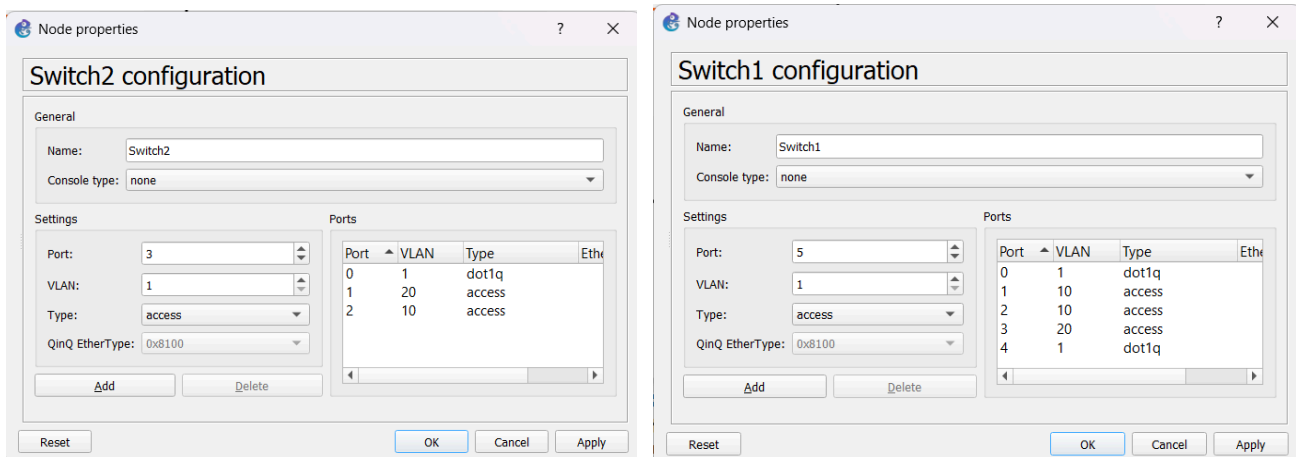 Node properties ? ×
Switch2 configuration
General
Name: Switch2
Console type: none
Settings
Port: 3
VLAN: 1
Type: access
QinQ EtherType: 0x8100
Add Delete
Ports
Port VLAN Type Ethe
0 1 dot1q
1 20 access
2 10 access
Reset OK Cancel Apply
Node properties ? ×
Switch1 configuration
General
Name: Switch1
Console type: none
Settings
Port: 5
VLAN: 1
Type: access
QinQ EtherType: 0x8100
Add Delete
Ports
Port VLAN Type Ethe
0 1 dot1q
1 10 access
2 10 access
3 20 access
4 1 dot1q
Reset OK Cancel Apply